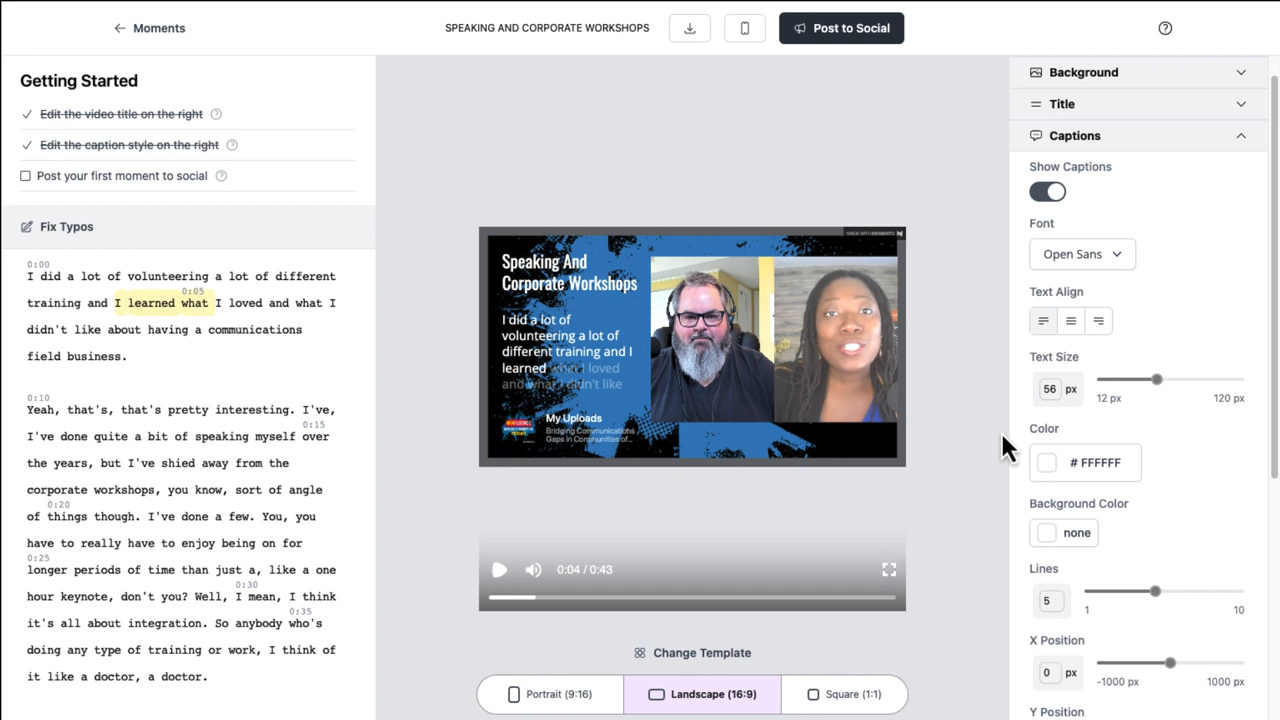 Moments
SPEAKING AND CORPORATE WORKSHOPS
Post to Social
Getting Started
Edit the video title on the right
Edit the caption style on the right
Post your first moment to social
Fix Typos
0:00
I did a lot of volunteering a lot of different
0:05
training and I learned what I loved and what I
didn't like about having a communications
field business.
0:10
Yeah, that's, that's pretty interesting. I've,
0:15
I've done quite a bit of speaking myself over
the years, but I've shied away from the
corporate workshops, you know, sort of angle
0:20
of things though. I've done a few. You, you
have to really have to enjoy being on for
0:25
longer periods of time than just a, like a one
0:30
hour keynote, don't you? Well, I mean, I think
0:35
it's all about integration. So anybody who's
doing any type of training or work, I think of
it like a doctor, a doctor.
MADE WITH MOMENTO
Speaking And
Corporate Workshops
I did a lot of
volunteering a lot of
different training and I
learned what I loved
and what I didn't like
My Uploads
Bridging Communications
Gaps in Communities of...
0:04 / 0:43
Change Template
Portrait (9:16)
Landscape (16:9)
Square (1:1)
Background
Title
Captions
Show Captions
Font
Open Sans
Text Align
Text Size
56 px
12 px
120 px
Color
# FFFFFF
Background Color
none
Lines
5
1
10
X Position
0 px
-1000 px
1000 px
Y Position